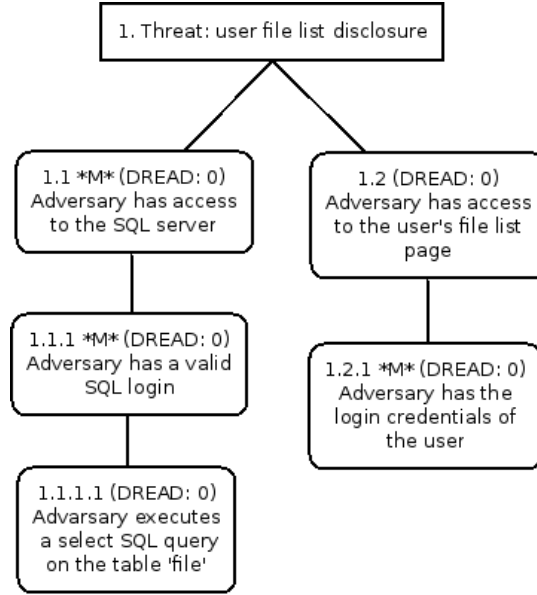 1. Threat: user file list disclosure
1.1 *M* (DREAD: 0)
Adversary has access
to the SQL server
1.2 (DREAD: 0)
Adversary has access
to the user's file list
page
1.1.1 *M* (DREAD: 0)
Adversary has a valid
SQL login
1.2.1 *M* (DREAD: 0)
Adversary has the
login credentials of
the user
1.1.1.1 (DREAD: 0)
Advarsary executes
a select SQL query
on the table 'file'